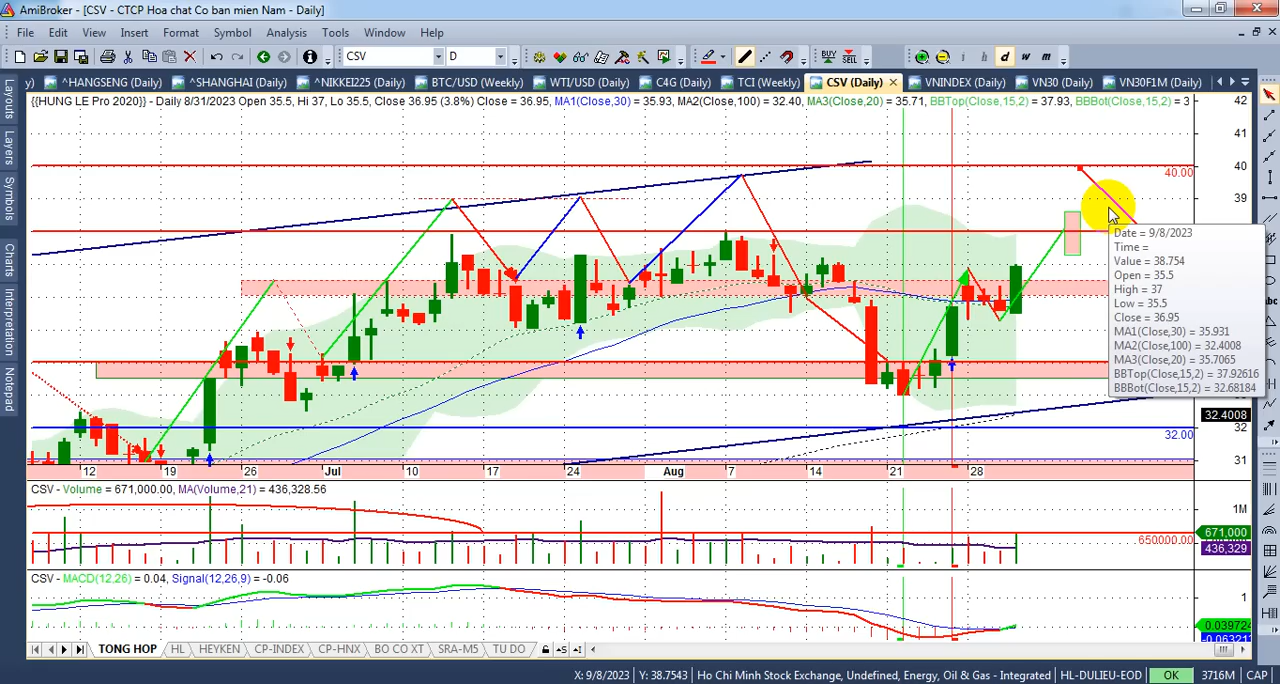 AmiBroker - [CSV - CTCP Hoa chat Co ban mien Nam - Daily]
File Edit View Insert Format Symbol Analysis Tools Window Help
CSV D BUY SELL i h d w m
y) ^HANGSENG (Daily) ^SHANGHAI (Daily) ^NIKKEI225 (Daily) BTC/USD (Weekly) WTI/USD (Daily) C4G (Daily) TCI (Weekly) CSV (Daily) VNINDEX (Daily) VN30 (Daily) VN30F1M (Daily)
Layouts
Layers
Symbols
Charts
Interpretation
Notepad
{{HUNG LE Pro 2020}} - Daily 8/31/2023 Open 35.5, Hi 37, Lo 35.5, Close 36.95 (3.8%) Close = 36.95, MA1(Close,30) = 35.93, MA2(Close,100) = 32.40, MA3(Close,20) = 35.71, BBTop(Close,15,2) = 37.93, BBBot(Close,15,2) = 3
42
41
40
40.00
39
Date = 9/8/2023
Time =
Value = 38.754
Open = 35.5
High = 37
Low = 35.5
Close = 36.95
MA1(Close,30) = 35.931
MA2(Close,100) = 32.4008
MA3(Close,20) = 35.7065
BBTop(Close,15,2) = 37.92616
BBBot(Close,15,2) = 32.68184
abc
32.4008
32
32.00
31
12 19 26 Jul 10 17 24 Aug 7 14 21 28
CSV - Volume = 671,000.00, MA(Volume,21) = 436,328.56
1M
671,000
650000.00
436,329
CSV - MACD(12,26) = 0.04, Signal(12,26,9) = -0.06
1
0.039724
TONG HOP HL HEYKEN CP-INDEX CP-HNX BO CO XT SRA-M5 TU DO
X: 9/8/2023 Y: 38.7543 Ho Chi Minh Stock Exchange, Undefined, Energy, Oil & Gas - Integrated HL-DULIEU-EOD OK 3716M CAP